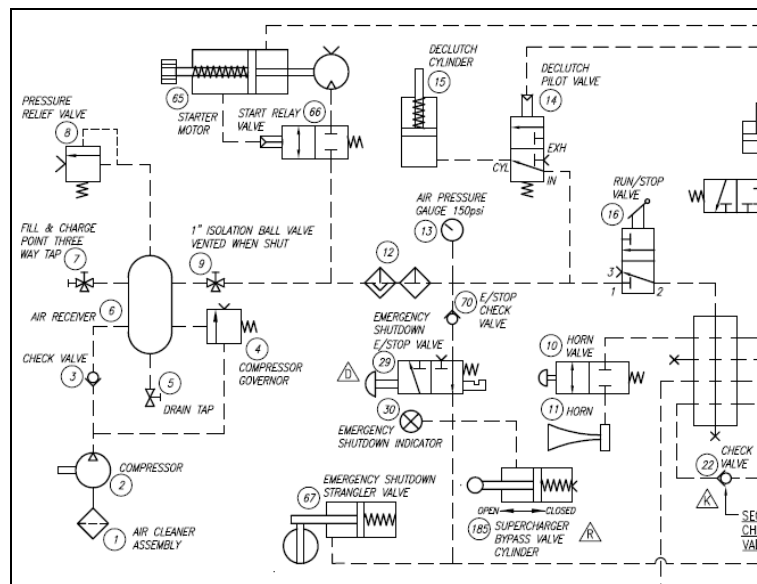 65
STARTER
MOTOR
START RELAY
VALVE
66
DECLUTCH
CYLINDER
15
DECLUTCH
PILOT VALVE
14
EXH
CYL
IN
PRESSURE
RELIEF VALVE
8
AIR PRESSURE
GAUGE 150psi
13
RUN/STOP
VALVE
16
3
1
2
FILL & CHARGE
POINT THREE
WAY TAP
7
1" ISOLATION BALL VALVE
VENTED WHEN SHUT
9
12
AIR RECEIVER
6
4
COMPRESSOR
GOVERNOR
CHECK VALVE
3
5
DRAIN TAP
70
E/STOP
CHECK
VALVE
EMERGENCY
SHUTDOWN
E/STOP VALVE
D
29
30
EMERGENCY
SHUTDOWN INDICATOR
10
HORN
VALVE
11
HORN
22
CHECK
VALVE
K
COMPRESSOR
2
1
AIR CLEANER
ASSEMBLY
67
EMERGENCY SHUTDOWN
STRANGLER VALVE
OPEN
CLOSED
185
SUPERCHARGER
BYPASS VALVE
CYLINDER
R